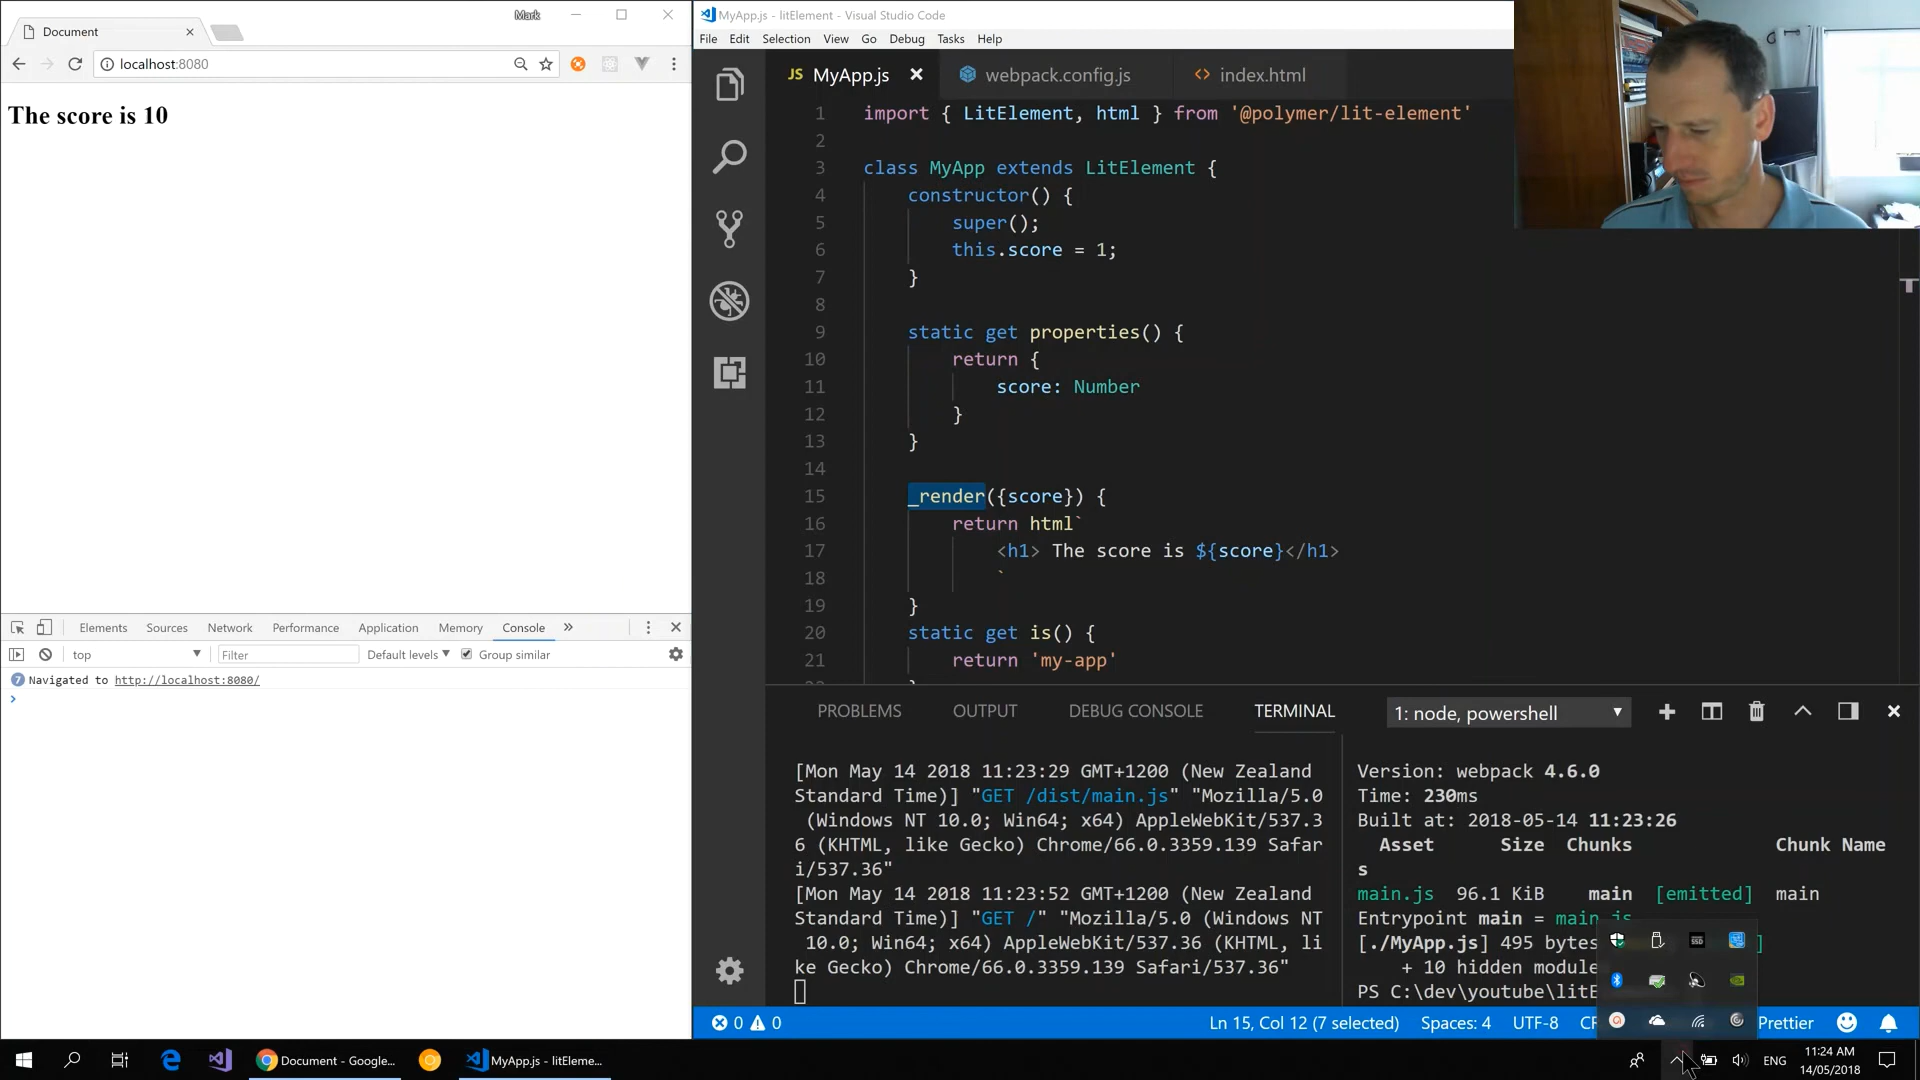 Mark
Document
localhost:8080
The score is 10
Elements Sources Network Performance Application Memory Console
top Filter Default levels Group similar
7 Navigated to http://localhost:8080/
MyApp.js - litElement - Visual Studio Code
File Edit Selection View Go Debug Tasks Help
JS MyApp.js webpack.config.js index.html
1 import { LitElement, html } from '@polymer/lit-element'
2
3 class MyApp extends LitElement {
4 constructor() {
5 super();
6 this.score = 1;
7 }
8
9 static get properties() {
10 return {
11 score: Number
12 }
13 }
14
15 _render({score}) {
16 return html`
17 <h1> The score is ${score}</h1>
18 `
19 }
20 static get is() {
21 return 'my-app'
PROBLEMS OUTPUT DEBUG CONSOLE TERMINAL 1: node, powershell
[Mon May 14 2018 11:23:29 GMT+1200 (New Zealand
Standard Time)] "GET /dist/main.js" "Mozilla/5.0
(Windows NT 10.0; Win64; x64) AppleWebKit/537.3
6 (KHTML, like Gecko) Chrome/66.0.3359.139 Safar
i/537.36"
[Mon May 14 2018 11:23:52 GMT+1200 (New Zealand
Standard Time)] "GET /" "Mozilla/5.0 (Windows NT
10.0; Win64; x64) AppleWebKit/537.36 (KHTML, li
ke Gecko) Chrome/66.0.3359.139 Safari/537.36"
Version: webpack 4.6.0
Time: 230ms
Built at: 2018-05-14 11:23:26
Asset Size Chunks Chunk Name
s
main.js 96.1 KiB main [emitted] main
Entrypoint main = main.js
[./MyApp.js] 495 bytes ]
+ 10 hidden module
PS C:\dev\youtube\litE
0 0 Ln 15, Col 12 (7 selected) Spaces: 4 UTF-8 CR Prettier
Document - Google... MyApp.js - litEleme... ENG 11:24 AM
14/05/2018